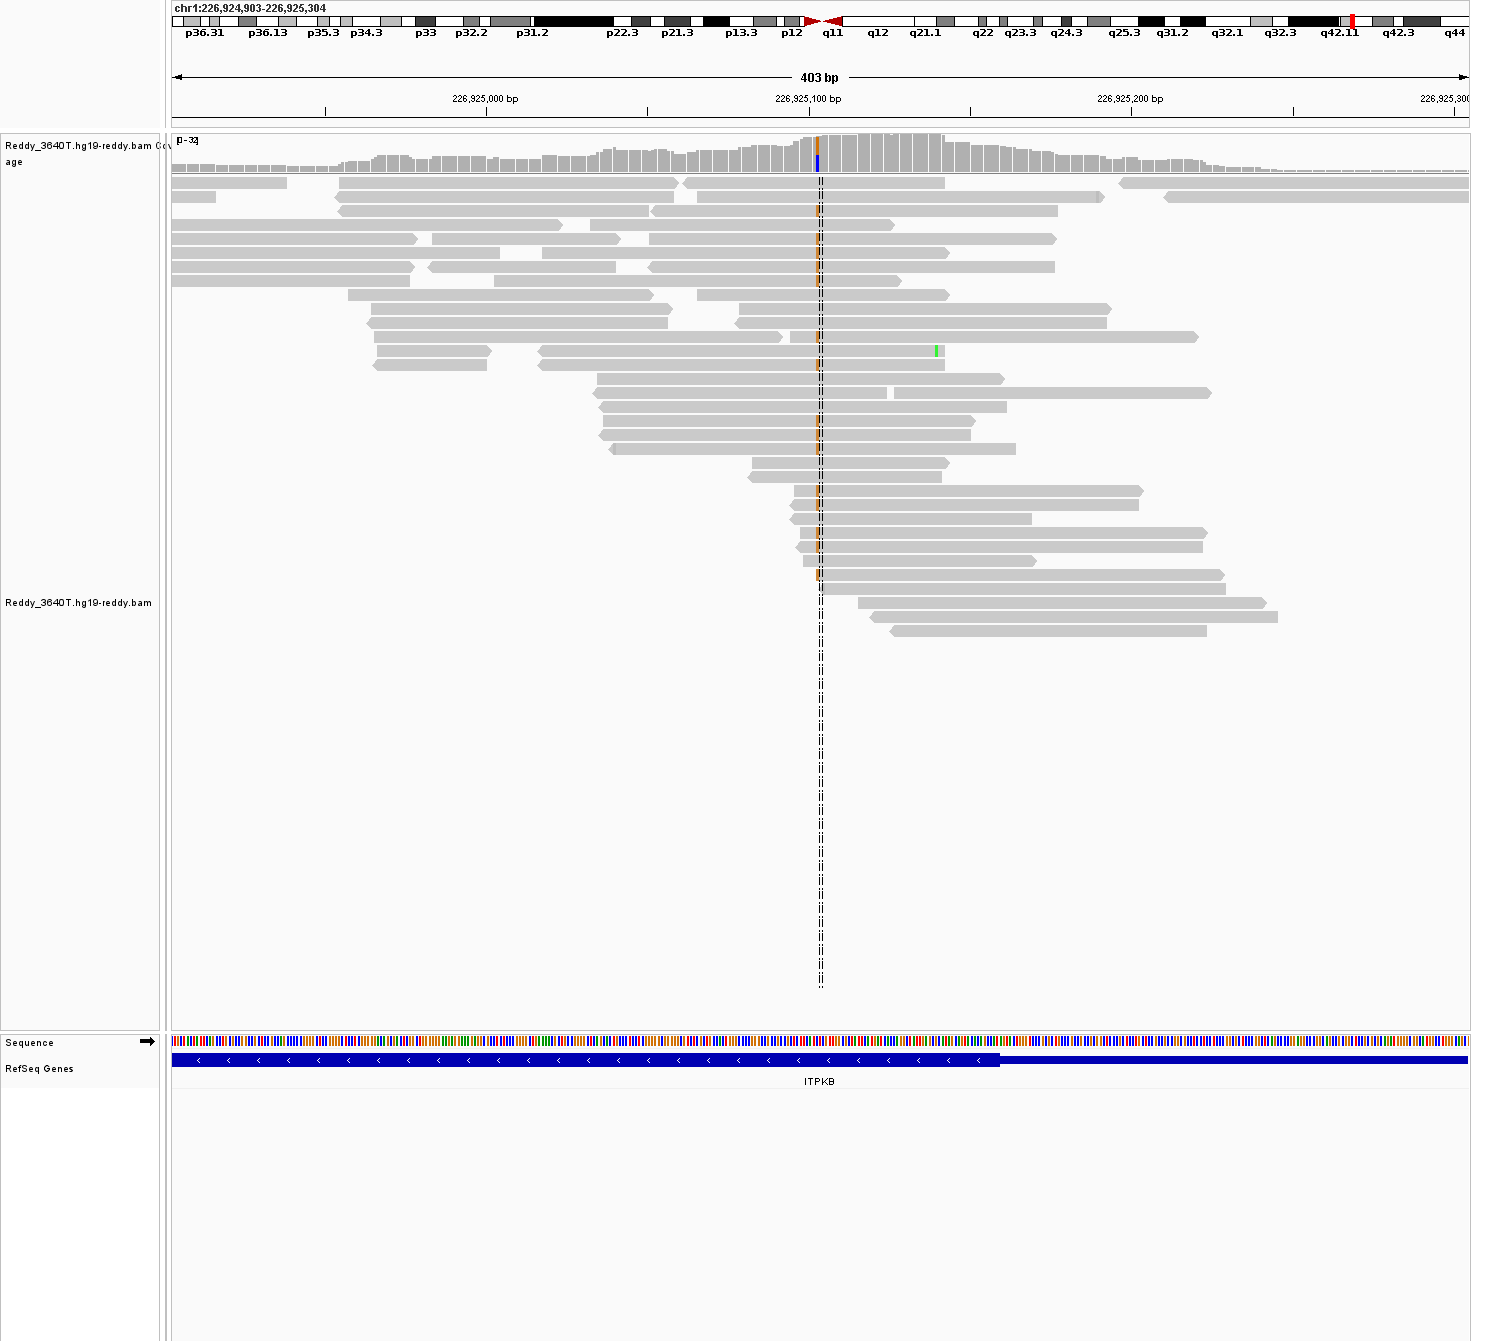 chr1:226,924,903-226,925,304
p36.31 p36.13 p35.3 p34.3 p33 p32.2 p31.2 p22.3 p21.3 p13.3 p12 q11 q12 q21.1 q22 q23.3 q24.3 q25.3 q31.2 q32.1 q32.3 q42.11 q42.3 q44
403 bp
226,925,000 bp 226,925,100 bp 226,925,200 bp 226,925,300
Reddy_3640T.hg19-reddy.bam Cov
age
[0-32]
Reddy_3640T.hg19-reddy.bam
Sequence
RefSeq Genes
ITPKB